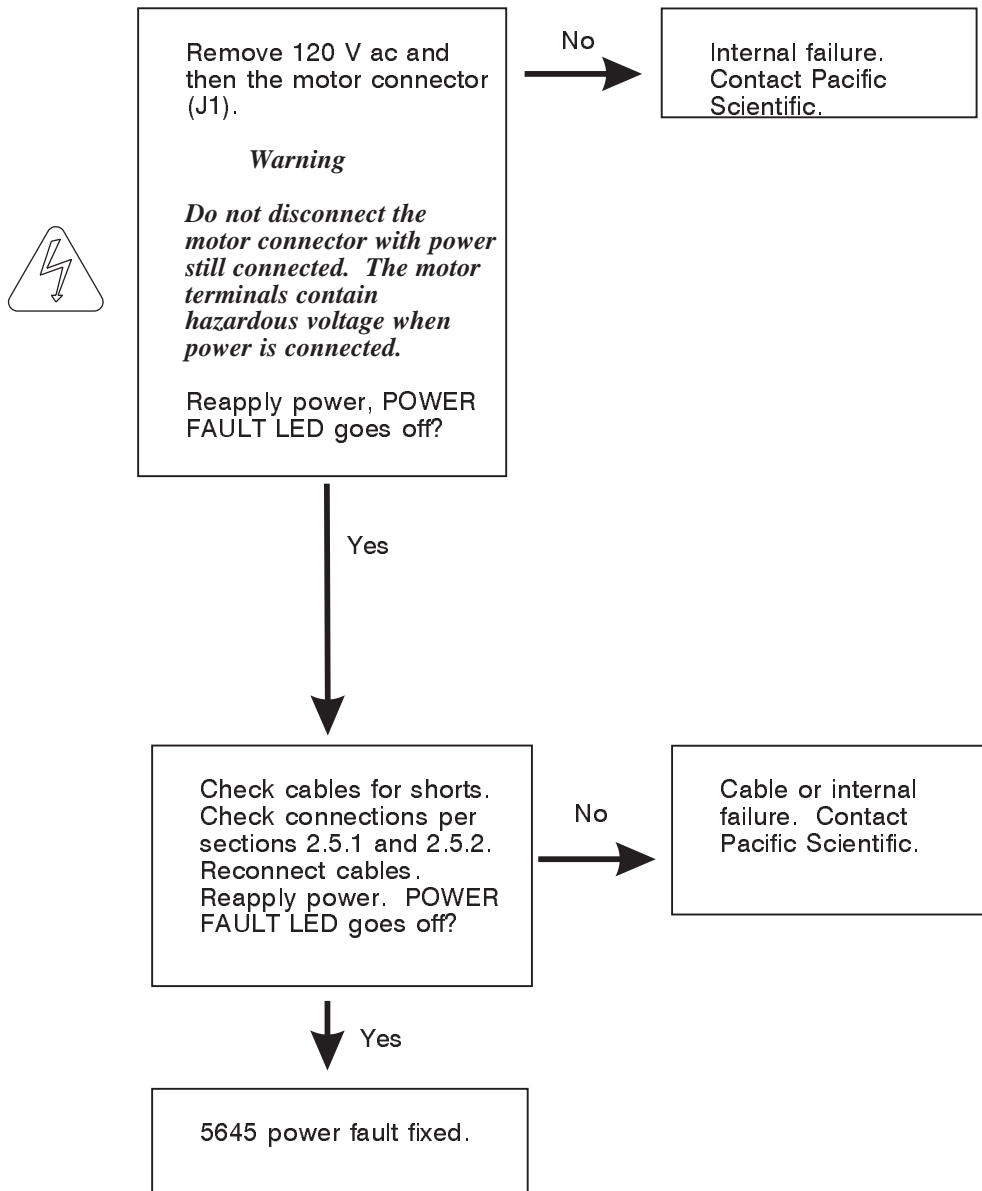 Remove 120 V ac and
then the motor connector
(J1).
Warning
Do not disconnect the
motor connector with power
still connected.  The motor
terminals contain
hazardous voltage when
power is connected.
Reapply power, POWER
FAULT LED goes off?
No
Internal failure.
Contact Pacific
Scientific.
Yes
Check cables for shorts.
Check connections per
sections 2.5.1 and 2.5.2.
Reconnect cables.
Reapply power.  POWER
FAULT LED goes off?
No
Cable or internal
failure.  Contact
Pacific Scientific.
Yes
5645 power fault fixed.